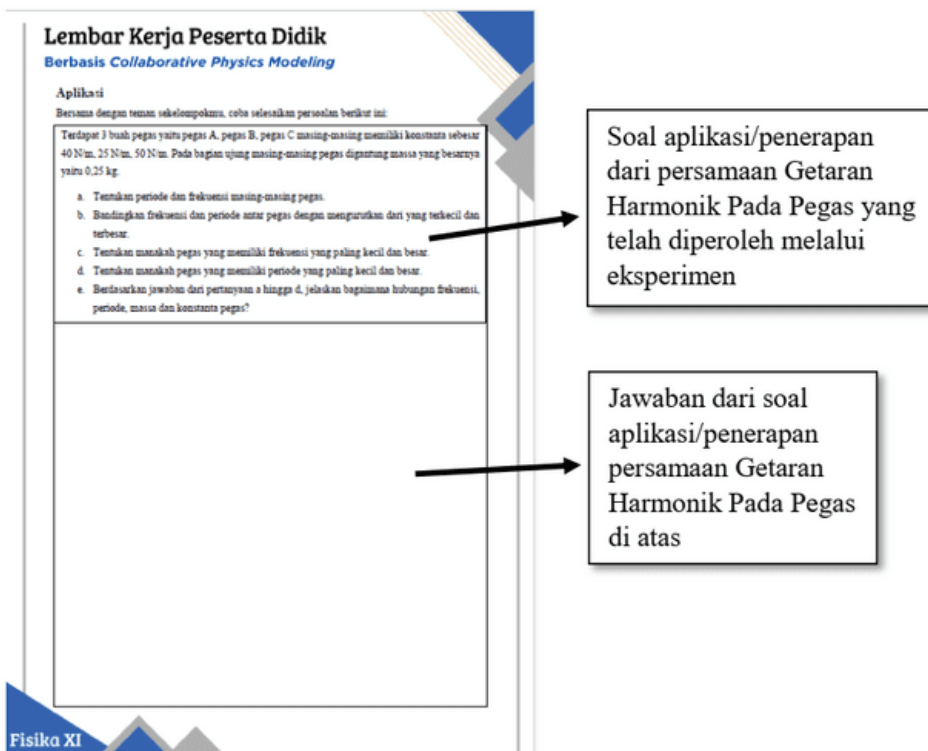 Lembar Kerja Peserta Didik
Berbasis Collaborative Physics Modeling
Aplikasi
Bersama dengan teman sekelompokmu, coba selesaikan persoalan berikut ini:
Terdapat 3 buah pegas yaitu pegas A, pegas B, pegas C masing-masing memiliki konstanta sebesar
40 N/m, 25 N/m, 50 N/m. Pada bagian ujung masing-masing pegas digantung massa yang besarnya
yaitu 0,25 kg.
a. Tentukan periode dan frekuensi masing-masing pegas.
b. Bandingkan frekuensi dan periode antar pegas dengan mengurutkan dari yang terkecil dan
terbesar.
c. Tentukan manakah pegas yang memiliki frekuensi yang paling kecil dan besar.
d. Tentukan manakah pegas yang memiliki periode yang paling kecil dan besar.
e. Berdasarkan jawaban dari pertanyaan a hingga d, jelaskan bagaimana hubungan frekuensi,
periode, massa dan konstanta pegas?
Soal aplikasi/penerapan
dari persamaan Getaran
Harmonik Pada Pegas yang
telah diperoleh melalui
eksperimen
Jawaban dari soal
aplikasi/penerapan
persamaan Getaran
Harmonik Pada Pegas
di atas
Fisika XI